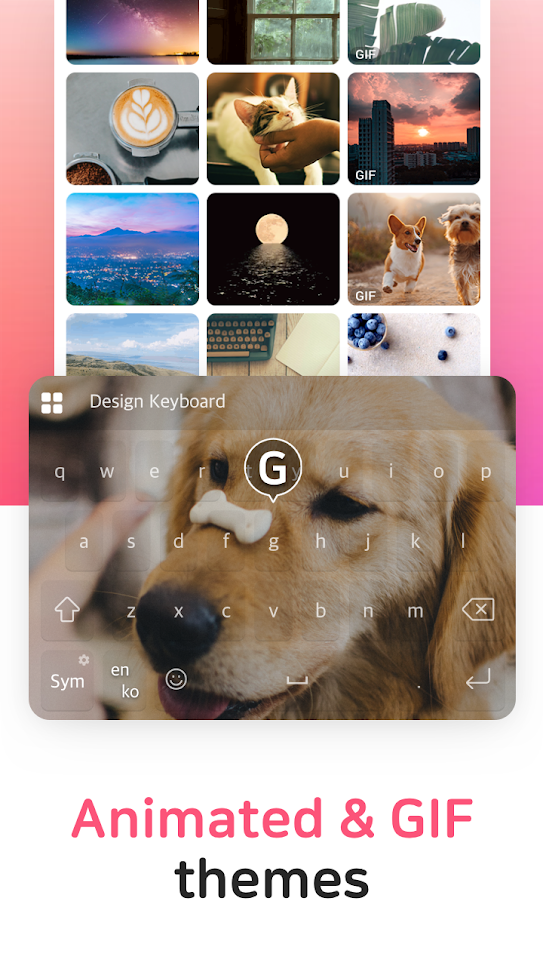 GIF
GIF
GIF
Design Keyboard
G
q w e r t y u i o p
a s d f g h j k l
z x c v b n m
Sym en ko .
Animated & GIF
themes